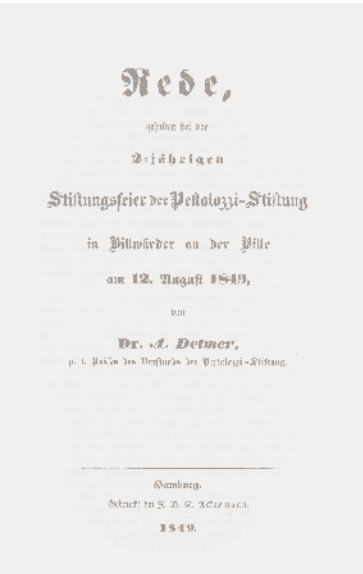 Rede,
gehalten bei der
2-jährigen
Stiftungsfeier der Pestalozzi-Stiftung
in Billwärder an der Bille
am 12. August 1849,
von
Dr. A. Detmer,
p. t. Präses des Vorstandes der Pestalozzi-Stiftung.
Hamburg.
Gedruckt bei
1849.